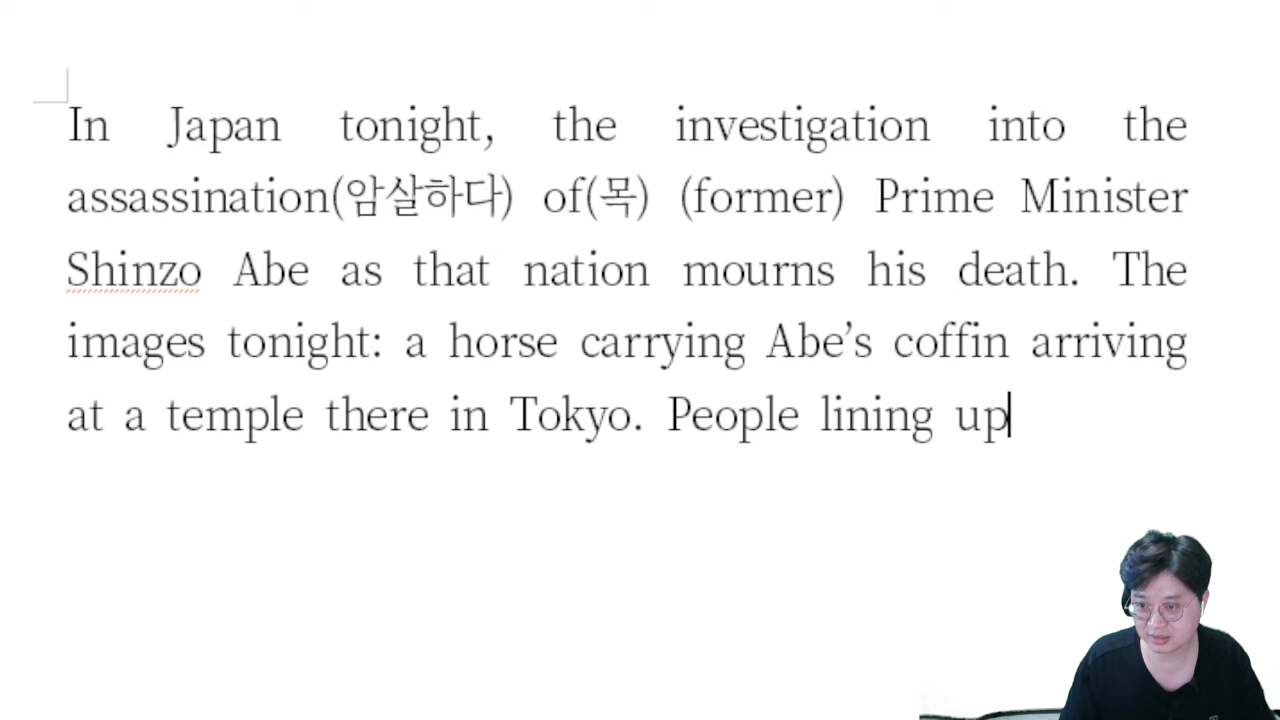 In Japan tonight, the investigation into the
assassination(암살하다) of(목) (former) Prime Minister
Shinzo Abe as that nation mourns his death. The
images tonight: a horse carrying Abe’s coffin arriving
at a temple there in Tokyo. People lining up